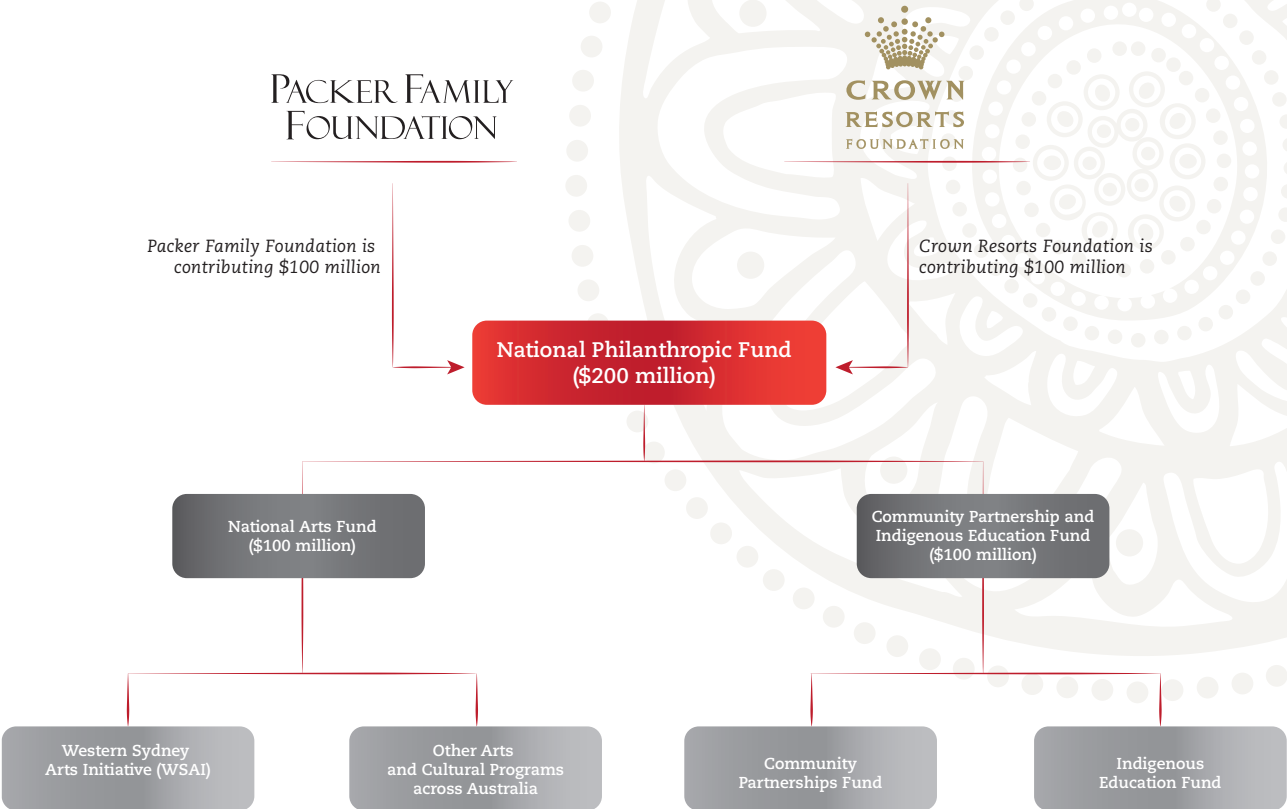 PACKER FAMILY
FOUNDATION
CROWN
RESORTS
FOUNDATION
Packer Family Foundation is
contributing $100 million
Crown Resorts Foundation is
contributing $100 million
National Philanthropic Fund
($200 million)
National Arts Fund
($100 million)
Community Partnership and
Indigenous Education Fund
($100 million)
Western Sydney
Arts Initiative (WSAI)
Other Arts
and Cultural Programs
across Australia
Community
Partnerships Fund
Indigenous
Education Fund